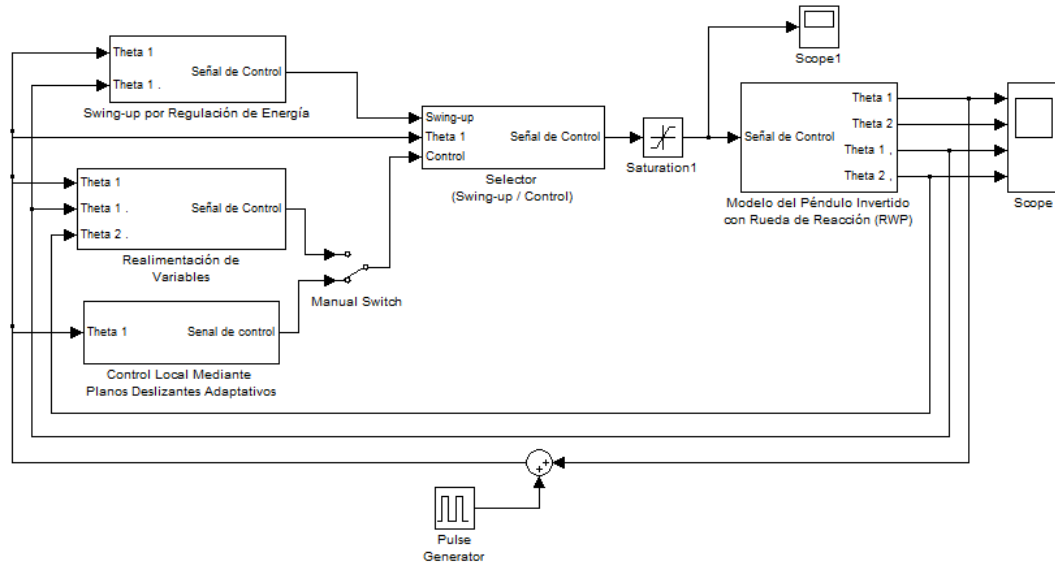 Theta 1
Theta 1 .
Señal de Control
Swing-up por Regulación de Energía
Theta 1
Theta 1 .
Theta 2 .
Señal de Control
Realimentación de
Variables
Theta 1
Senal de control
Control Local Mediante
Planos Deslizantes Adaptativos
Manual Switch
Swing-up
Theta 1
Control
Señal de Control
Selector
(Swing-up / Control)
Saturation1
Scope1
Señal de Control
Theta 1
Theta 2
Theta 1 .
Theta 2 .
Modelo del Péndulo Invertido
con Rueda de Reacción (RWP)
Scope
+
+
Pulse
Generator